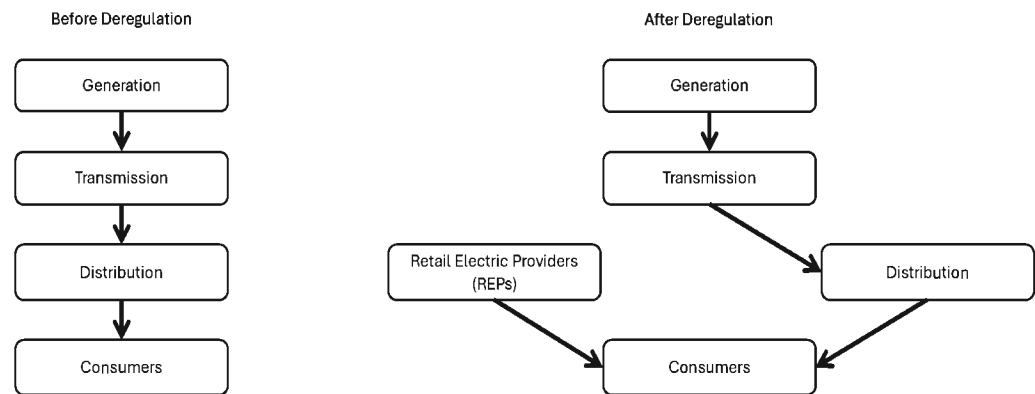 Before Deregulation
Generation
Transmission
Distribution
Consumers
After Deregulation
Generation
Transmission
Retail Electric Providers
(REPs)
Distribution
Consumers